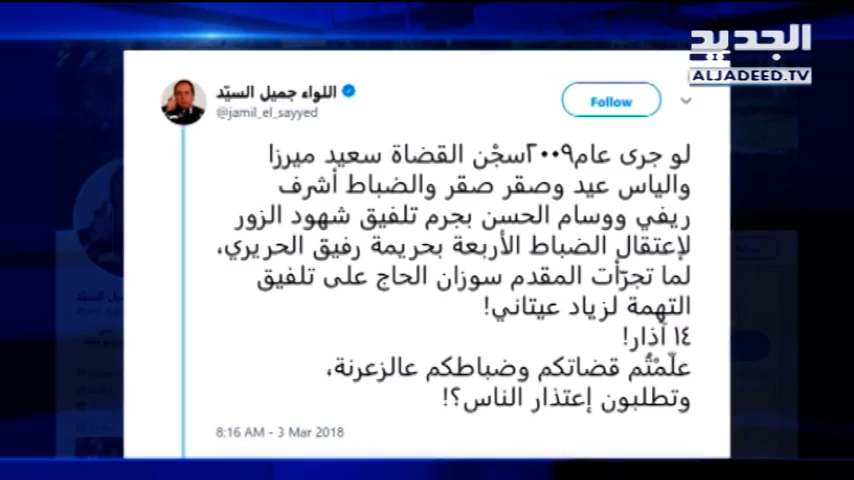 الجديد
ALJADEED.TV
اللواء جميل السيّد
@jamil_el_sayyed
Follow
لو جرى عام٢٠٠٩سجْن القضاة سعيد ميرزا
والياس عيد وصقر صقر والضباط أشرف
ريفي ووسام الحسن بجرم تلفيق شهود الزور
لإعتقال الضباط الأربعة بحريمة رفيق الحريري،
لما تجرّأت المقدم سوزان الحاج على تلفيق
التهمة لزياد عيتاني!
١٤ آذار!
علّمْتُم قضاتكم وضباطكم عالزعرنة،
وتطلبون إعتذار الناس؟!
8:16 AM - 3 Mar 2018